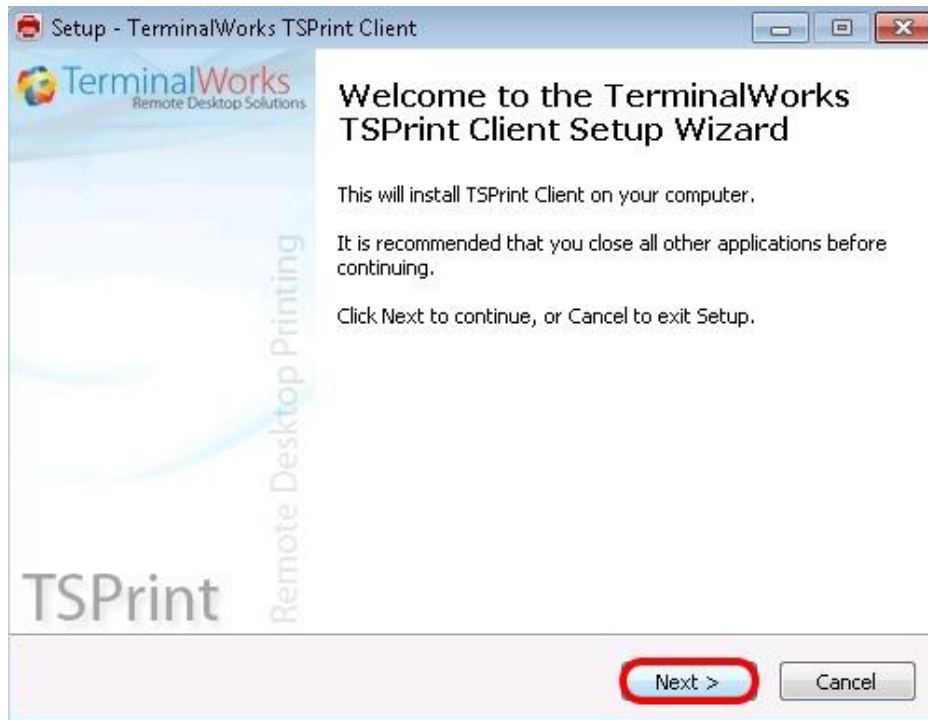 Setup - TerminalWorks TSPrint Client
TerminalWorks
Remote Desktop Solutions
Welcome to the TerminalWorks
TSPrint Client Setup Wizard
This will install TSPrint Client on your computer.
It is recommended that you close all other applications before
continuing.
Click Next to continue, or Cancel to exit Setup.
Remote Desktop Printing
TSPrint
Next >
Cancel